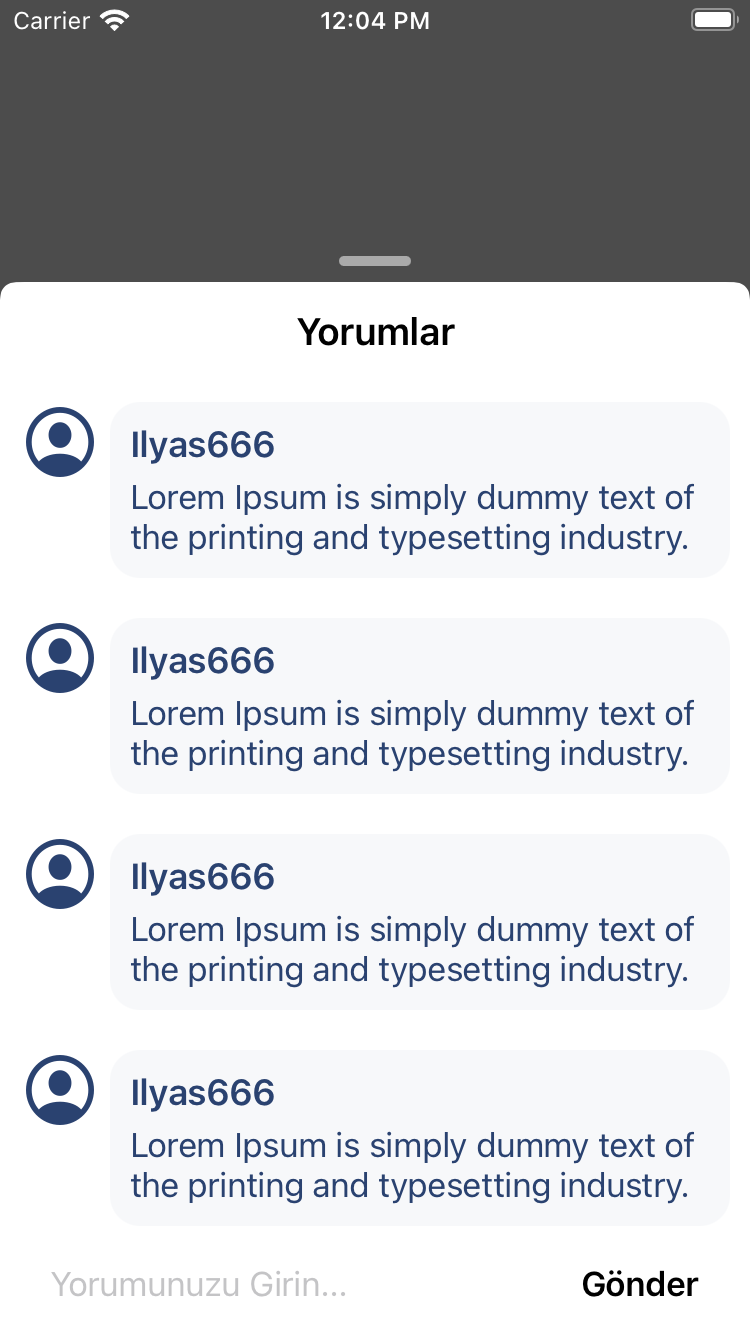 Carrier 12:04 PM
Yorumlar
Ilyas666
Lorem Ipsum is simply dummy text of
the printing and typesetting industry.
Ilyas666
Lorem Ipsum is simply dummy text of
the printing and typesetting industry.
Ilyas666
Lorem Ipsum is simply dummy text of
the printing and typesetting industry.
Ilyas666
Lorem Ipsum is simply dummy text of
the printing and typesetting industry.
Yorumunuzu Girin... Gönder